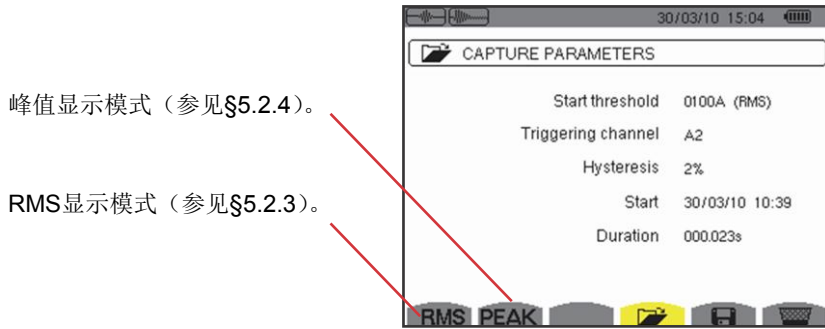 30/03/10 15:04
CAPTURE PARAMETERS
峰值显示模式（参见§5.2.4）。
RMS显示模式（参见§5.2.3）。
Start threshold 0100A (RMS)
Triggering channel A2
Hysteresis 2%
Start 30/03/10 10:39
Duration 000.023s
RMS PEAK